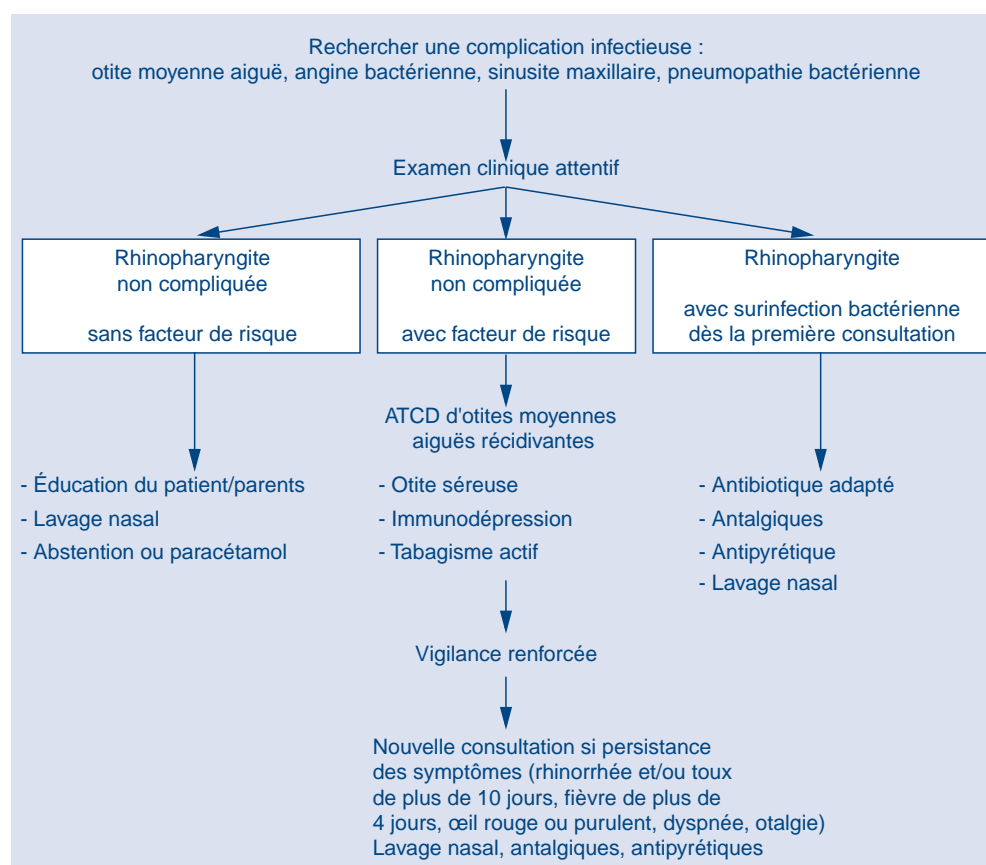 Rechercher une complication infectieuse :
otite moyenne aiguë, angine bactérienne, sinusite maxillaire, pneumopathie bactérienne
Examen clinique attentif
Rhinopharyngite
non compliquée
sans facteur de risque
Rhinopharyngite
non compliquée
avec facteur de risque
Rhinopharyngite
avec surinfection bactérienne
dès la première consultation
ATCD d'otites moyennes
aiguës récidivantes
- Éducation du patient/parents
- Lavage nasal
- Abstention ou paracétamol
- Otite séreuse
- Immunodépression
- Tabagisme actif
- Antibiotique adapté
- Antalgiques
- Antipyrétique
- Lavage nasal
Vigilance renforcée
Nouvelle consultation si persistance
des symptômes (rhinorrhée et/ou toux
de plus de 10 jours, fièvre de plus de
4 jours, œil rouge ou purulent, dyspnée, otalgie)
Lavage nasal, antalgiques, antipyrétiques